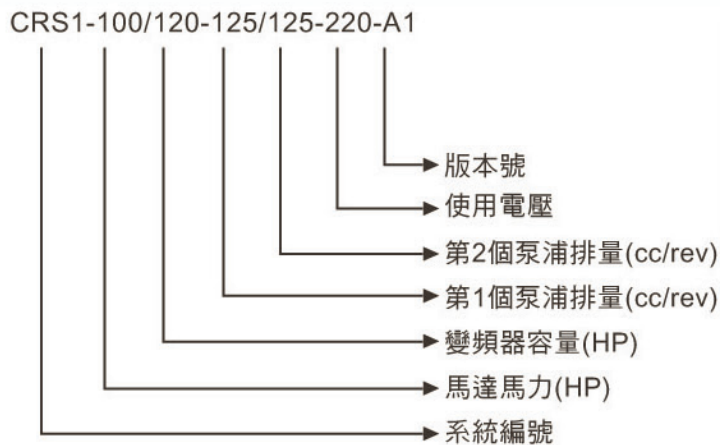 CRS1-100/120-125/125-220-A1
版本號
使用電壓
第2個泵浦排量(cc/rev)
第1個泵浦排量(cc/rev)
變頻器容量(HP)
馬達馬力(HP)
系統編號